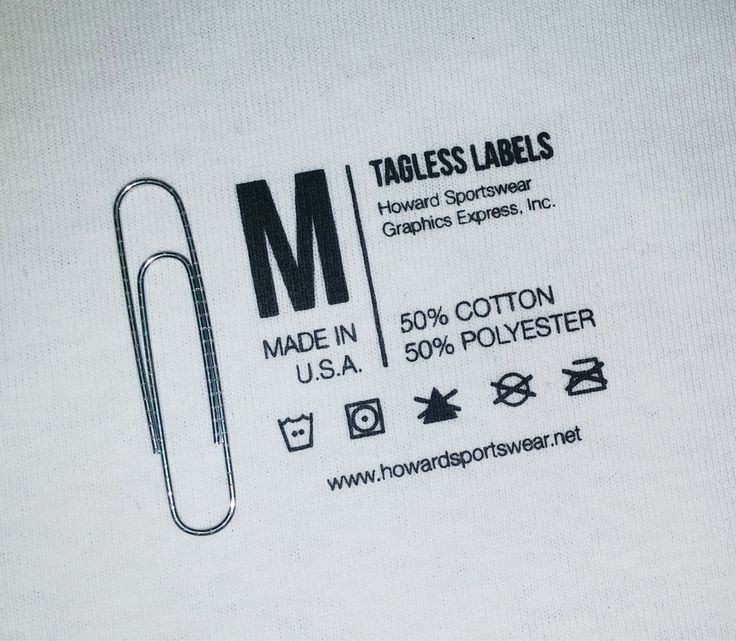 M
MADE IN
U.S.A.
TAGLESS LABELS
Howard Sportswear
Graphics Express, Inc.
50% COTTON
50% POLYESTER
www.howardsportswear.net